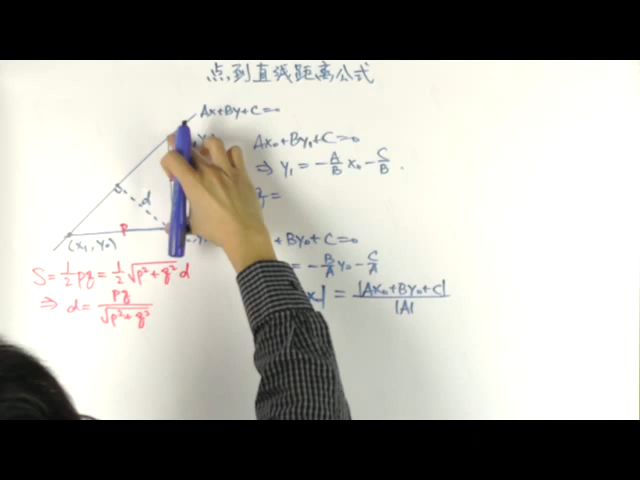 点到直线距离公式
Ax+By+C=0
Ax₀+By₁+C=0
⇒ y₁ = -A/B x₀ - C/B.
q =
d
p
(x₁, y₀)
+ By₀+C=0
= -B/A y₀ - C/A
S=1/2 pq = 1/2 √(p²+q²) d
x| = |Ax₀+By₀+C| / |A|
⇒ d = pq / √(p²+q²)